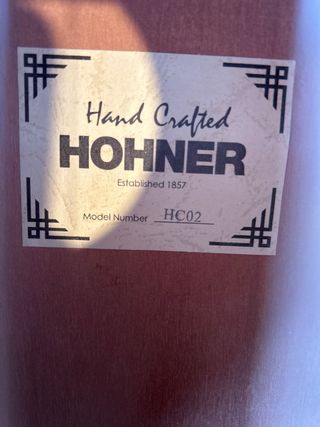 Hand Crafted
HOHNER
Established 1857
Model Number HC02